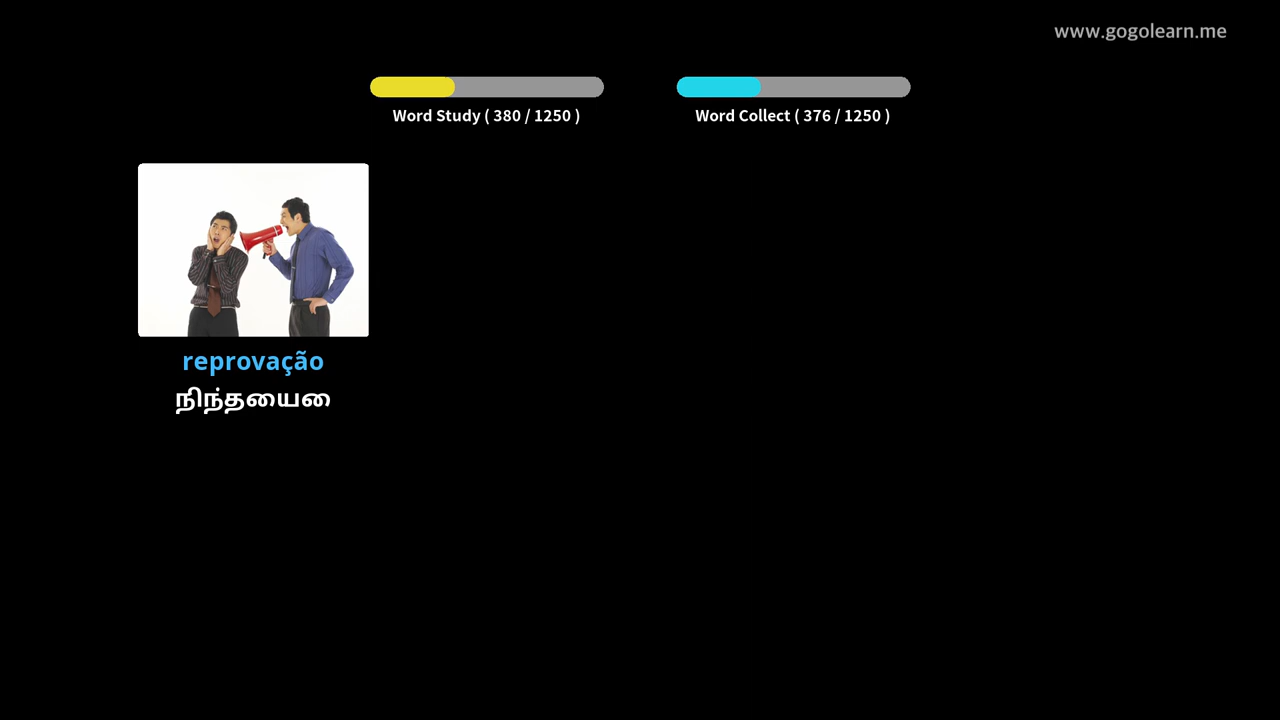 www.gogolearn.me
Word Study ( 380 / 1250 )
Word Collect ( 376 / 1250 )
reprovação
நிந்தயைை